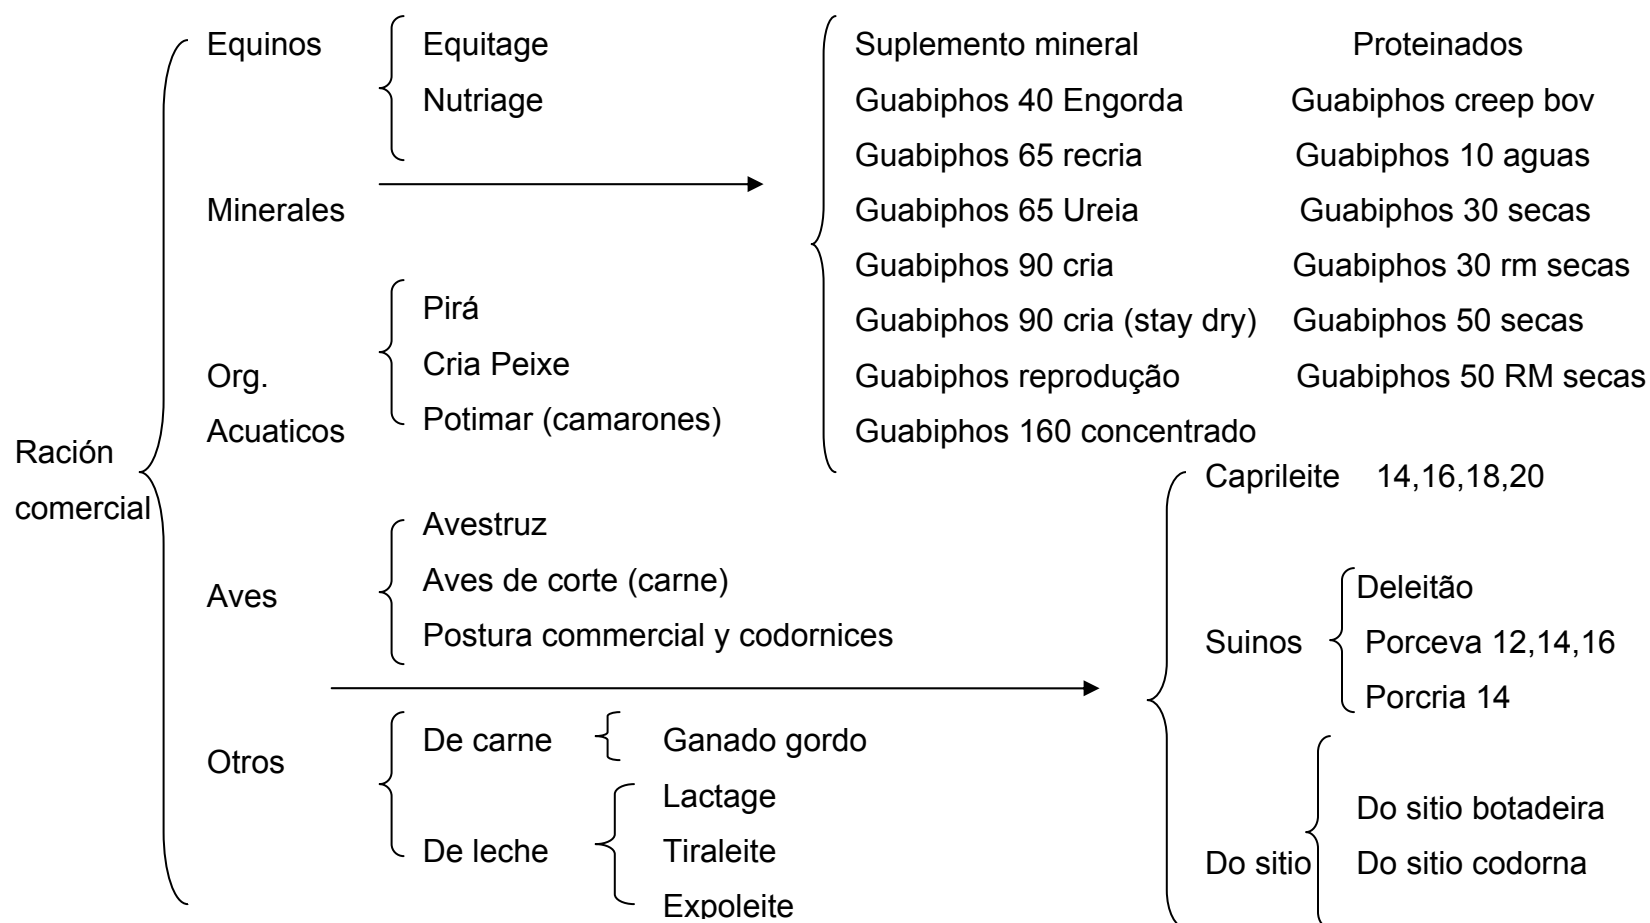 Ración
comercial
Equinos
Equitage
Nutriage
Minerales
Suplemento mineral
Guabiphos 40 Engorda
Guabiphos 65 recria
Guabiphos 65 Ureia
Guabiphos 90 cria
Guabiphos 90 cria (stay dry)
Guabiphos reprodução
Guabiphos 160 concentrado
Proteinados
Guabiphos creep bov
Guabiphos 10 aguas
Guabiphos 30 secas
Guabiphos 30 rm secas
Guabiphos 50 secas
Guabiphos 50 RM secas
Org.
Acuaticos
Pirá
Cria Peixe
Potimar (camarones)
Aves
Avestruz
Aves de corte (carne)
Postura commercial y codornices
Otros
De carne
Ganado gordo
De leche
Lactage
Tiraleite
Expoleite
Caprileite 14,16,18,20
Suinos
Deleitão
Porceva 12,14,16
Porcria 14
Do sitio
Do sitio botadeira
Do sitio codorna